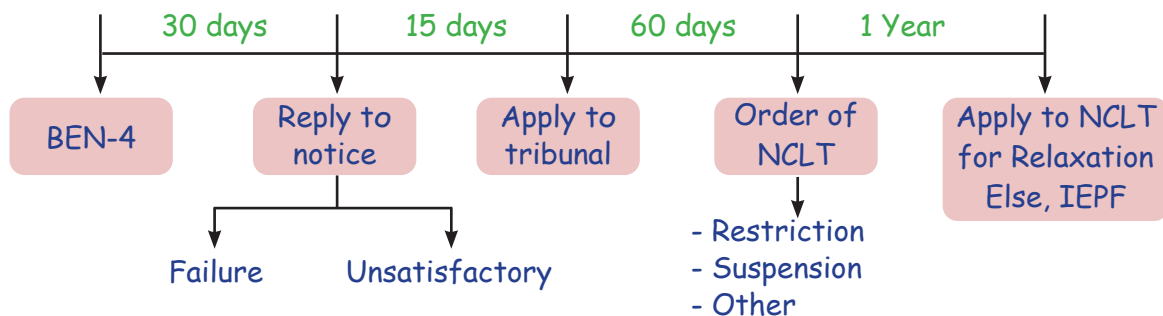 30 days
15 days
60 days
1 Year
BEN-4
Reply to
notice
Apply to
tribunal
Order of
NCLT
Apply to NCLT
for Relaxation
Else, IEPF
Failure
Unsatisfactory
- Restriction
- Suspension
- Other